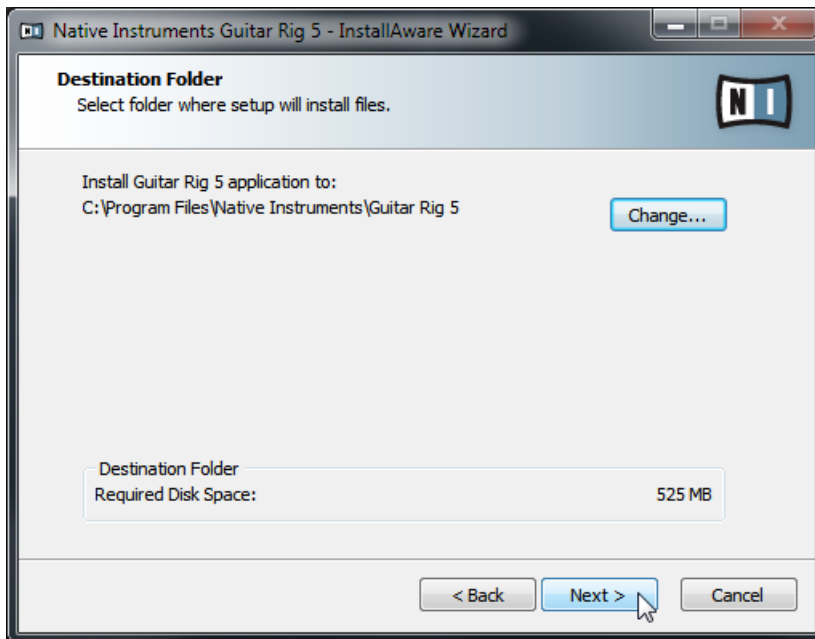 Native Instruments Guitar Rig 5 - InstallAware Wizard
Destination Folder
Select folder where setup will install files.
N I
Install Guitar Rig 5 application to:
C:\Program Files\Native Instruments\Guitar Rig 5
Change...
Destination Folder
Required Disk Space: 525 MB
< Back Next > Cancel